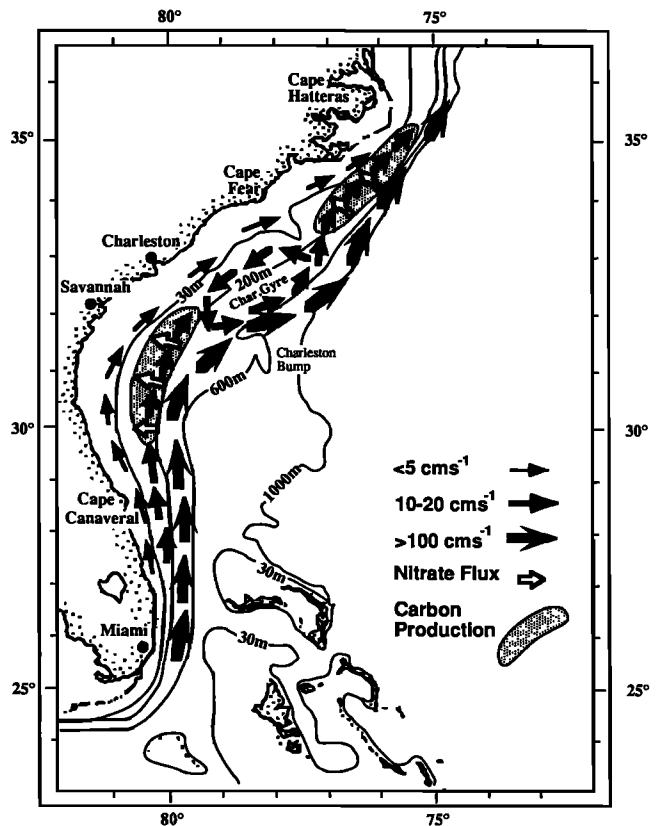 80°
75°
Cape
Hatteras
35°
35°
Cape
Fear
Charleston
30m
200m
Char Gyre
Savannah
Charleston
Bump
600m
30°
30°
<5 cms-1
1000m
10-20 cms-1
Cape
Canaveral
>100 cms-1
30m
Nitrate Flux
Carbon
Production
Miami
30m
25°
25°
80°
75°